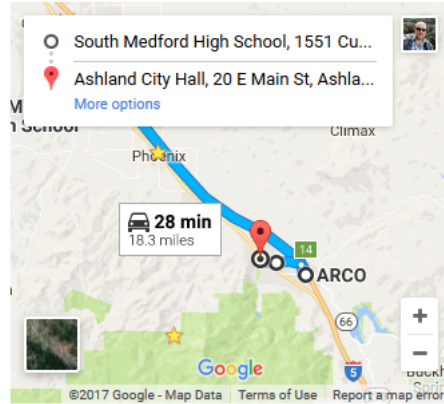 South Medford High School, 1551 Cu...
Ashland City Hall, 20 E Main St, Ashla...
More options
M
School
Climax
Phoenix
28 min
18.3 miles
14
ARCO
66
+
−
5
Google
©2017 Google - Map Data
Terms of Use
Report a map error